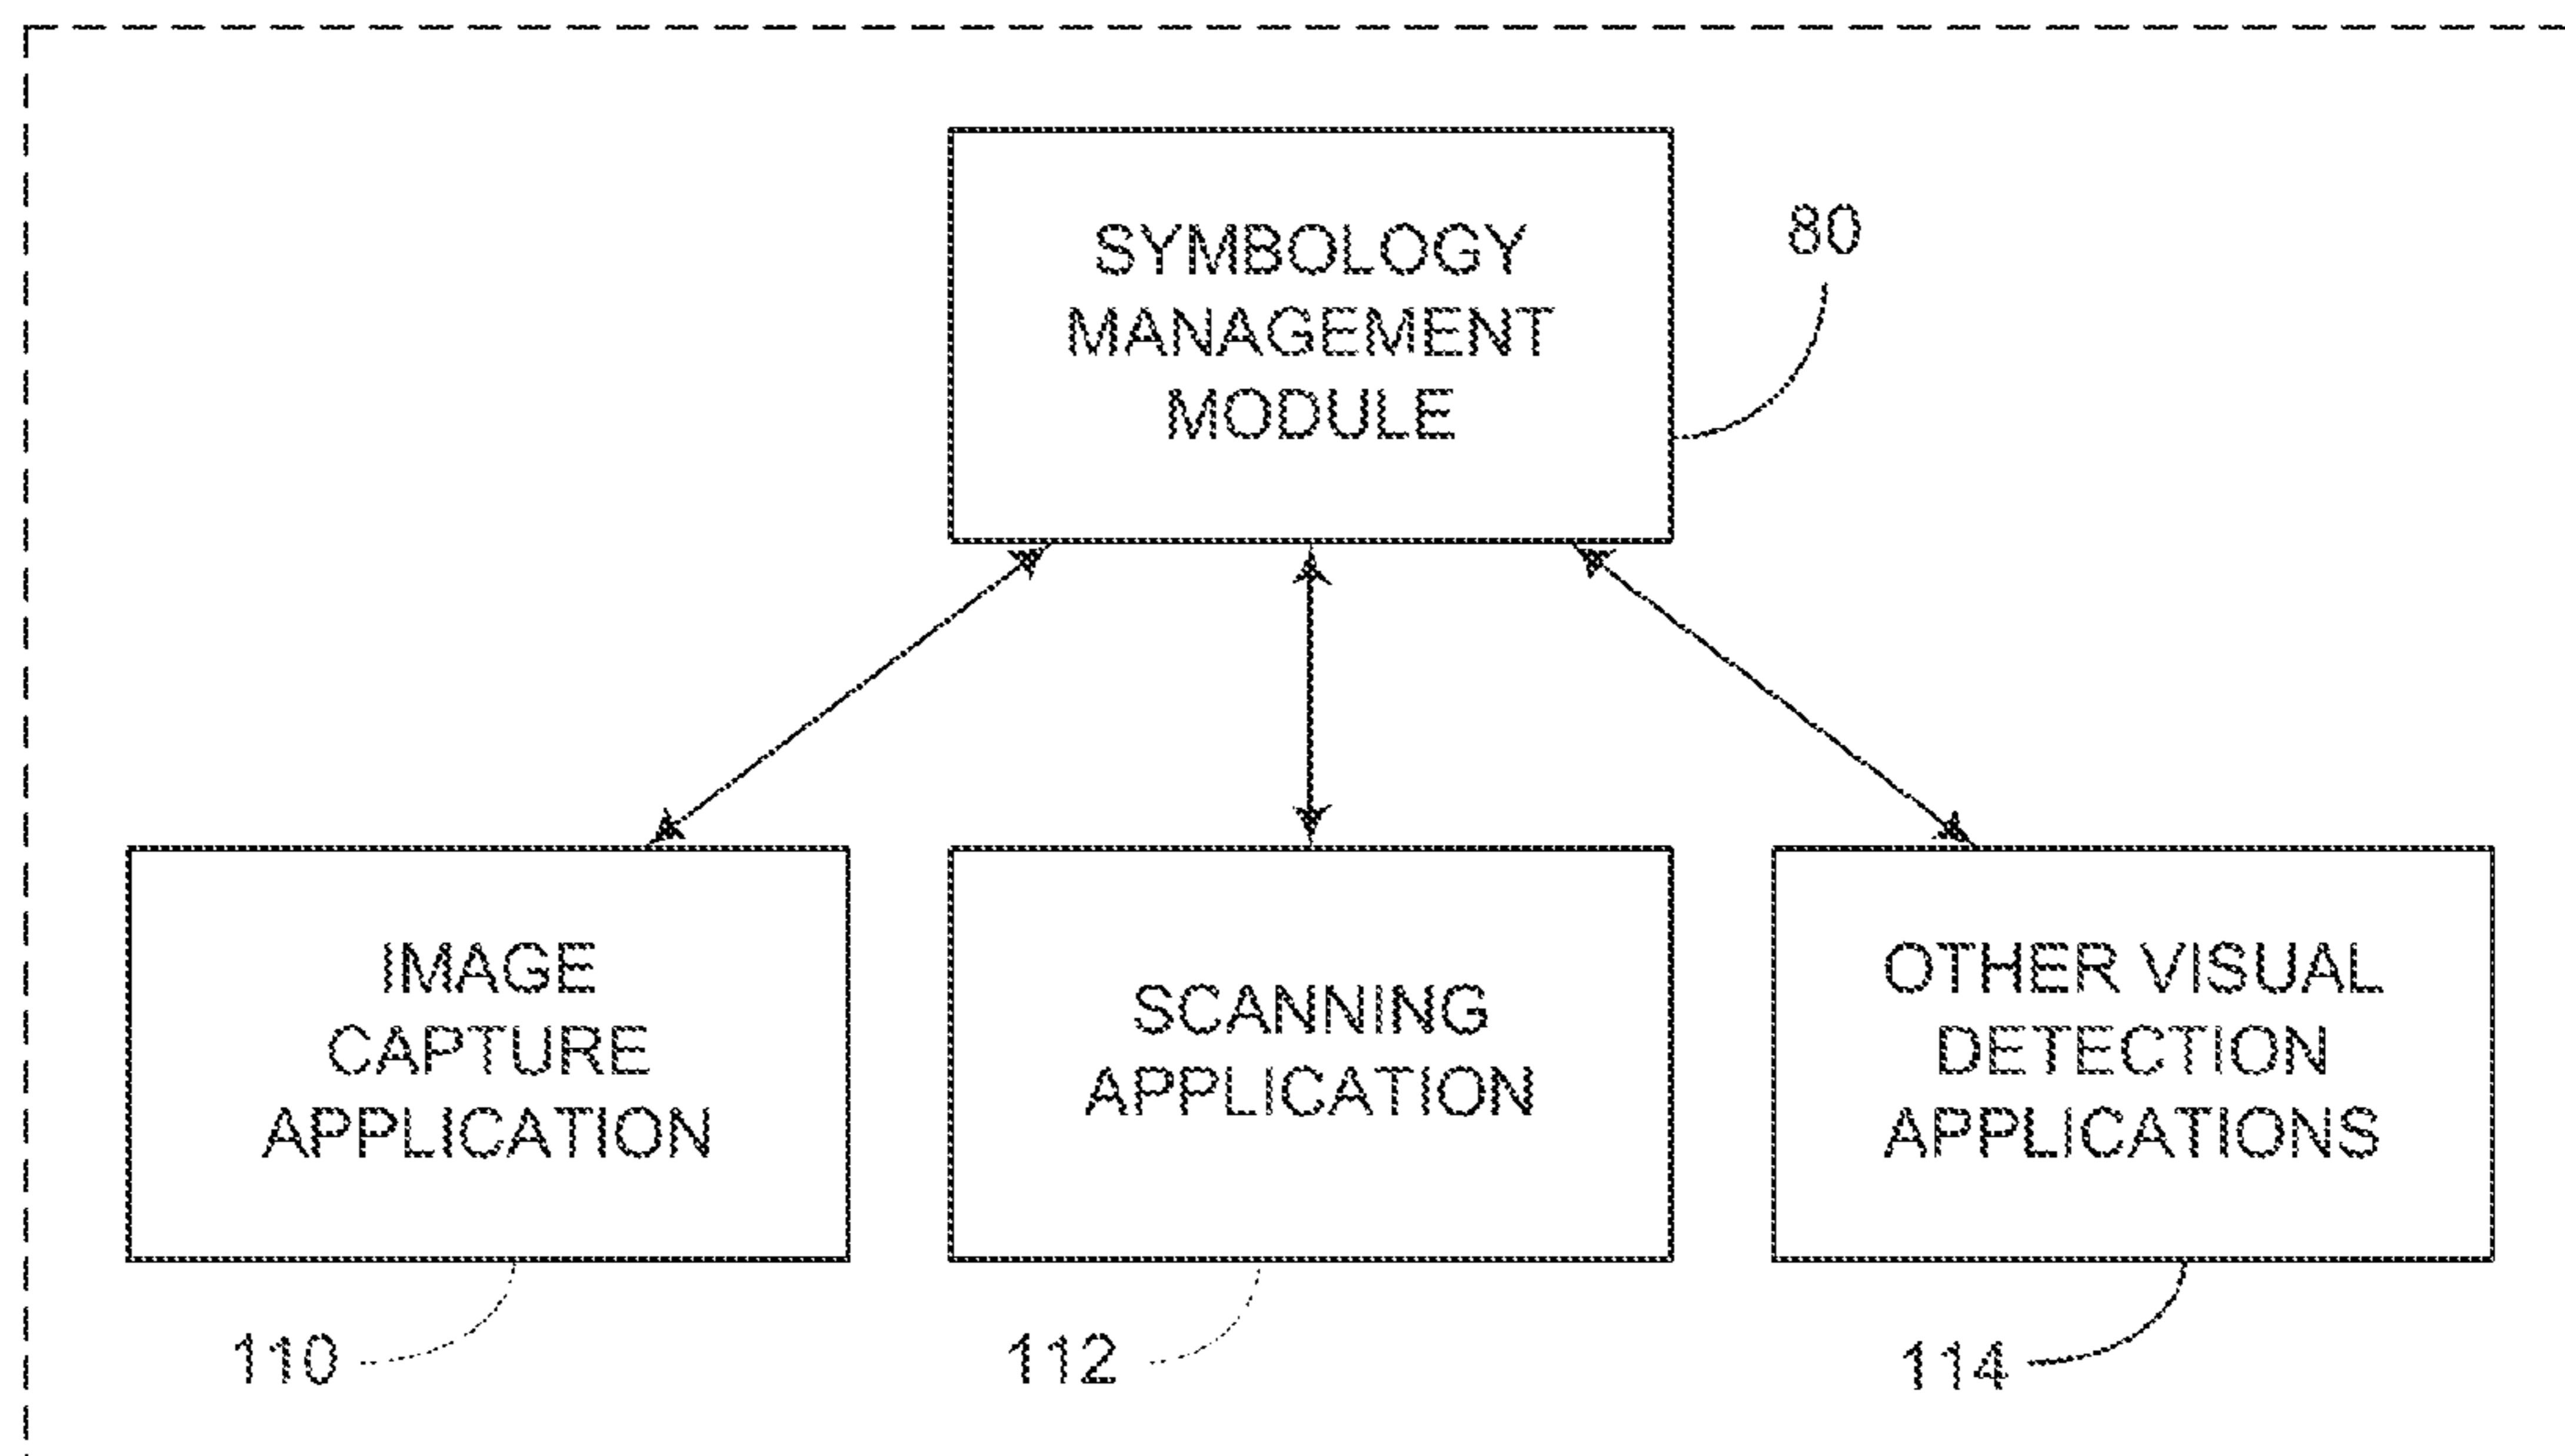 SYMBOLOGY
MANAGEMENT
MODULE
80
IMAGE
CAPTURE
APPLICATION
SCANNING
APPLICATION
OTHER VISUAL
DETECTION
APPLICATIONS
110
112
114